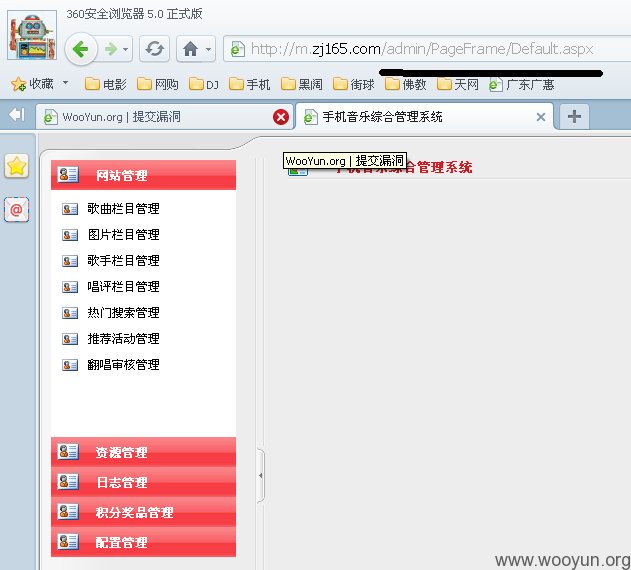 360安全浏览器 5.0 正式版
http://m.zj165.com/admin/PageFrame/Default.aspx
收藏 电影 网购 DJ 手机 黑阔 街球 佛教 天网 广东广惠
WooYun.org | 提交漏洞 手机音乐综合管理系统
WooYun.org | 提交漏洞
手机音乐综合管理系统
网站管理
歌曲栏目管理
图片栏目管理
歌手栏目管理
唱评栏目管理
热门搜索管理
推荐活动管理
翻唱审核管理
资源管理
日志管理
积分奖品管理
配置管理
www.wooyun.org